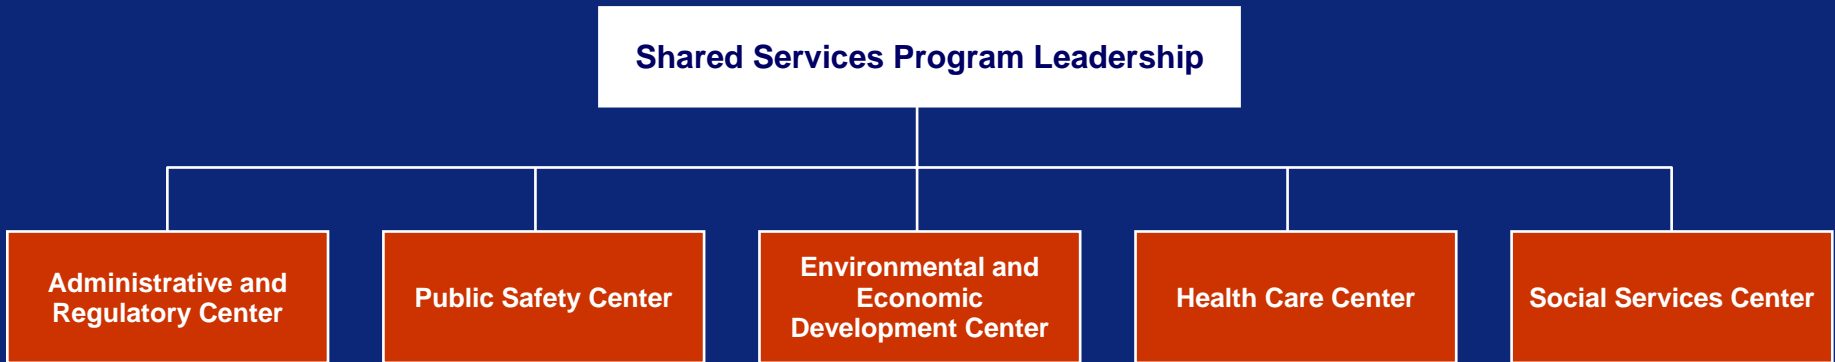 Shared Services Program Leadership
Administrative and
Regulatory Center
Public Safety Center
Environmental and
Economic
Development Center
Health Care Center
Social Services Center